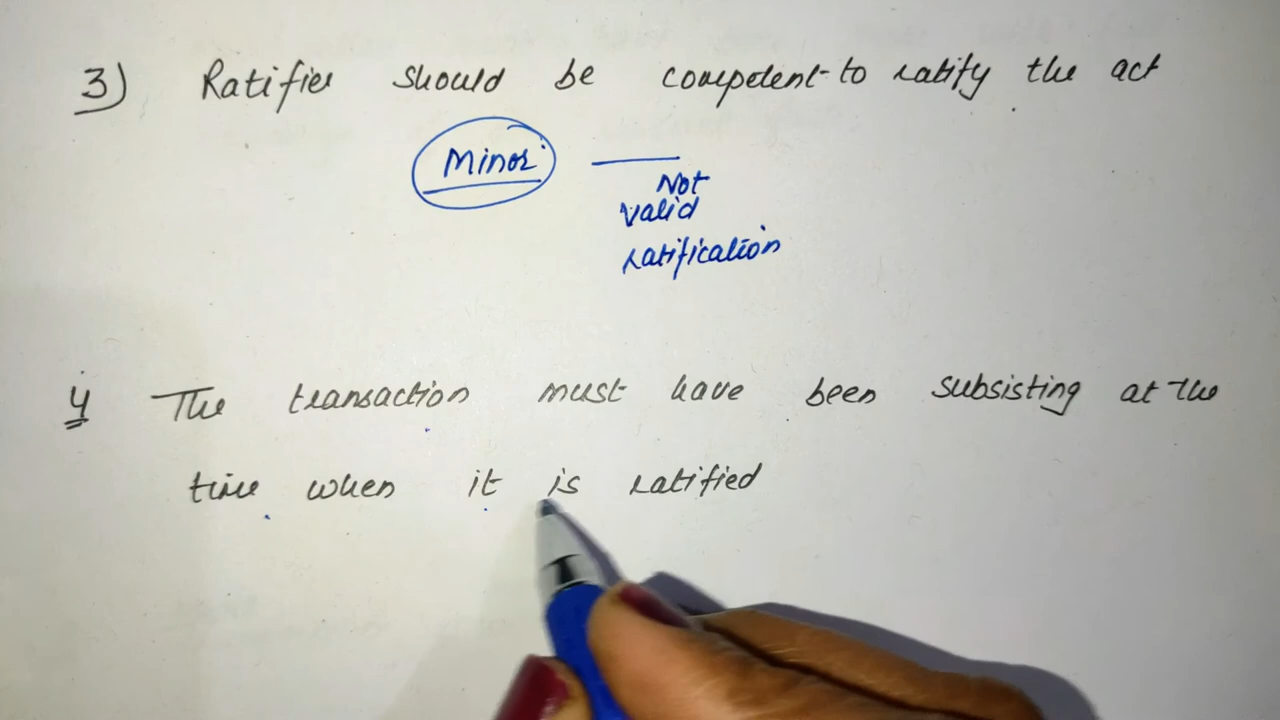 3) Ratifier should be competent to ratify the act
Minor —
Not
valid
ratification
4 The transaction must have been subsisting at the
time when it is ratified